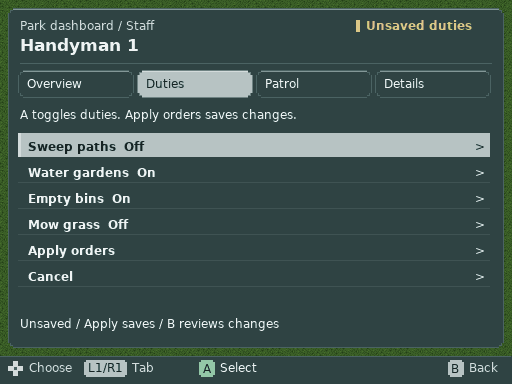 Park dashboard / Staff
Unsaved duties
Handyman 1
Overview
Duties
Patrol
Details
A toggles duties. Apply orders saves changes.
Sweep paths Off >
Water gardens On >
Empty bins On >
Mow grass Off >
Apply orders >
Cancel >
Unsaved / Apply saves / B reviews changes
Choose L1/R1 Tab A Select B Back